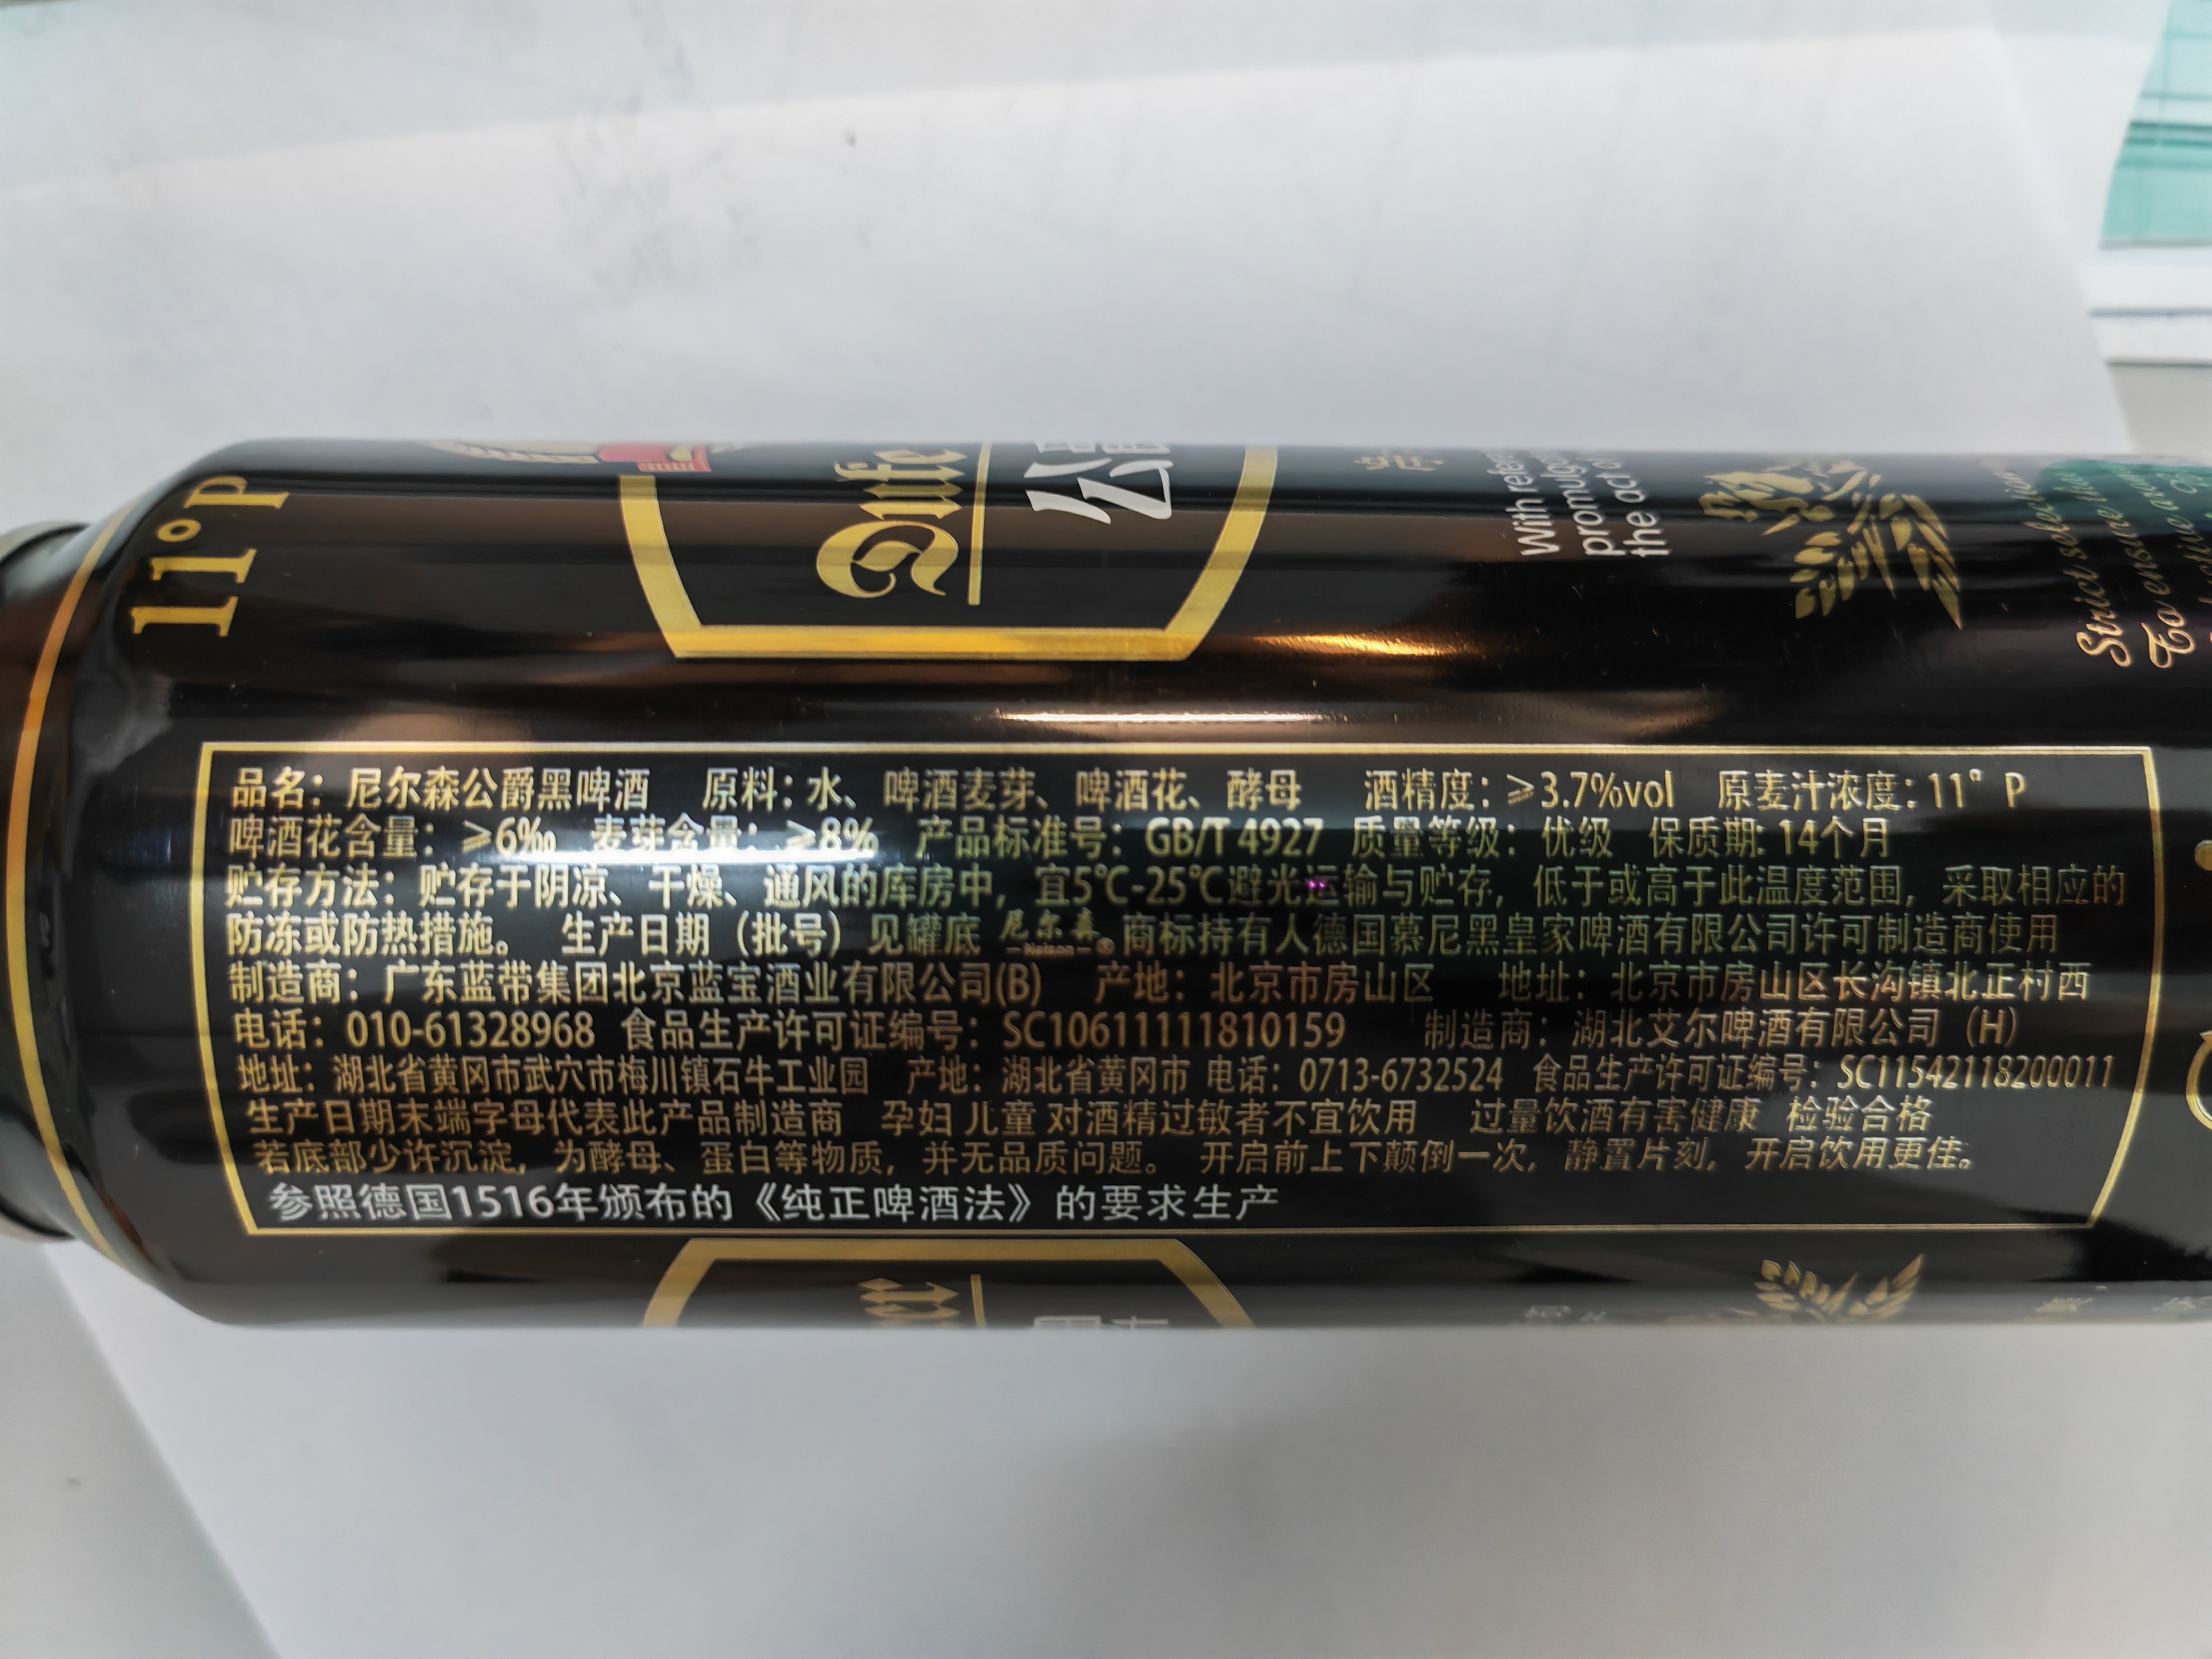 11°P
Duke
公爵
With
promulg
the act of
Strict selection
To ensure
品名：尼尔森公爵黑啤酒 原料：水、啤酒麦芽、啤酒花、酵母 酒精度：≥3.7%vol 原麦汁浓度：11°P
啤酒花含量：≥6‰ 麦芽含量：≥8% 产品标准号：GB/T 4927 质量等级：优级 保质期：14个月
贮存方法：贮存于阴凉、干燥、通风的库房中，宜5℃-25℃避光运输与贮存，低于或高于此温度范围，采取相应的
防冻或防热措施。 生产日期（批号）见罐底 尼尔森 Nelson ® 商标持有人德国慕尼黑皇家啤酒有限公司许可制造商使用
制造商：广东蓝带集团北京蓝宝酒业有限公司(B) 产地：北京市房山区 地址：北京市房山区长沟镇北正村西
电话：010-61328968 食品生产许可证编号：SC10611111810159 制造商：湖北艾尔啤酒有限公司（H）
地址：湖北省黄冈市武穴市梅川镇石牛工业园 产地：湖北省黄冈市 电话：0713-6732524 食品生产许可证编号：SC11542118200011
生产日期末端字母代表此产品制造商 孕妇 儿童 对酒精过敏者不宜饮用 过量饮酒有害健康 检验合格
若底部少许沉淀，为酵母、蛋白等物质，并无品质问题。 开启前上下颠倒一次，静置片刻，开启饮用更佳。
参照德国1516年颁布的《纯正啤酒法》的要求生产